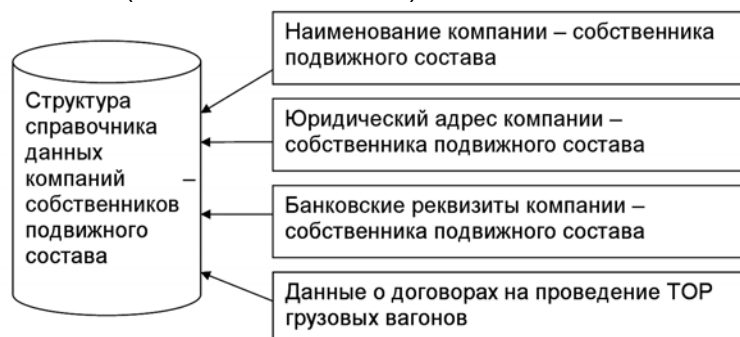 Структура
справочника
данных
компаний –
собственников
подвижного
состава
Наименование компании – собственника
подвижного состава
Юридический адрес компании –
собственника подвижного состава
Банковские реквизиты компании –
собственника подвижного состава
Данные о договорах на проведение ТОР
грузовых вагонов